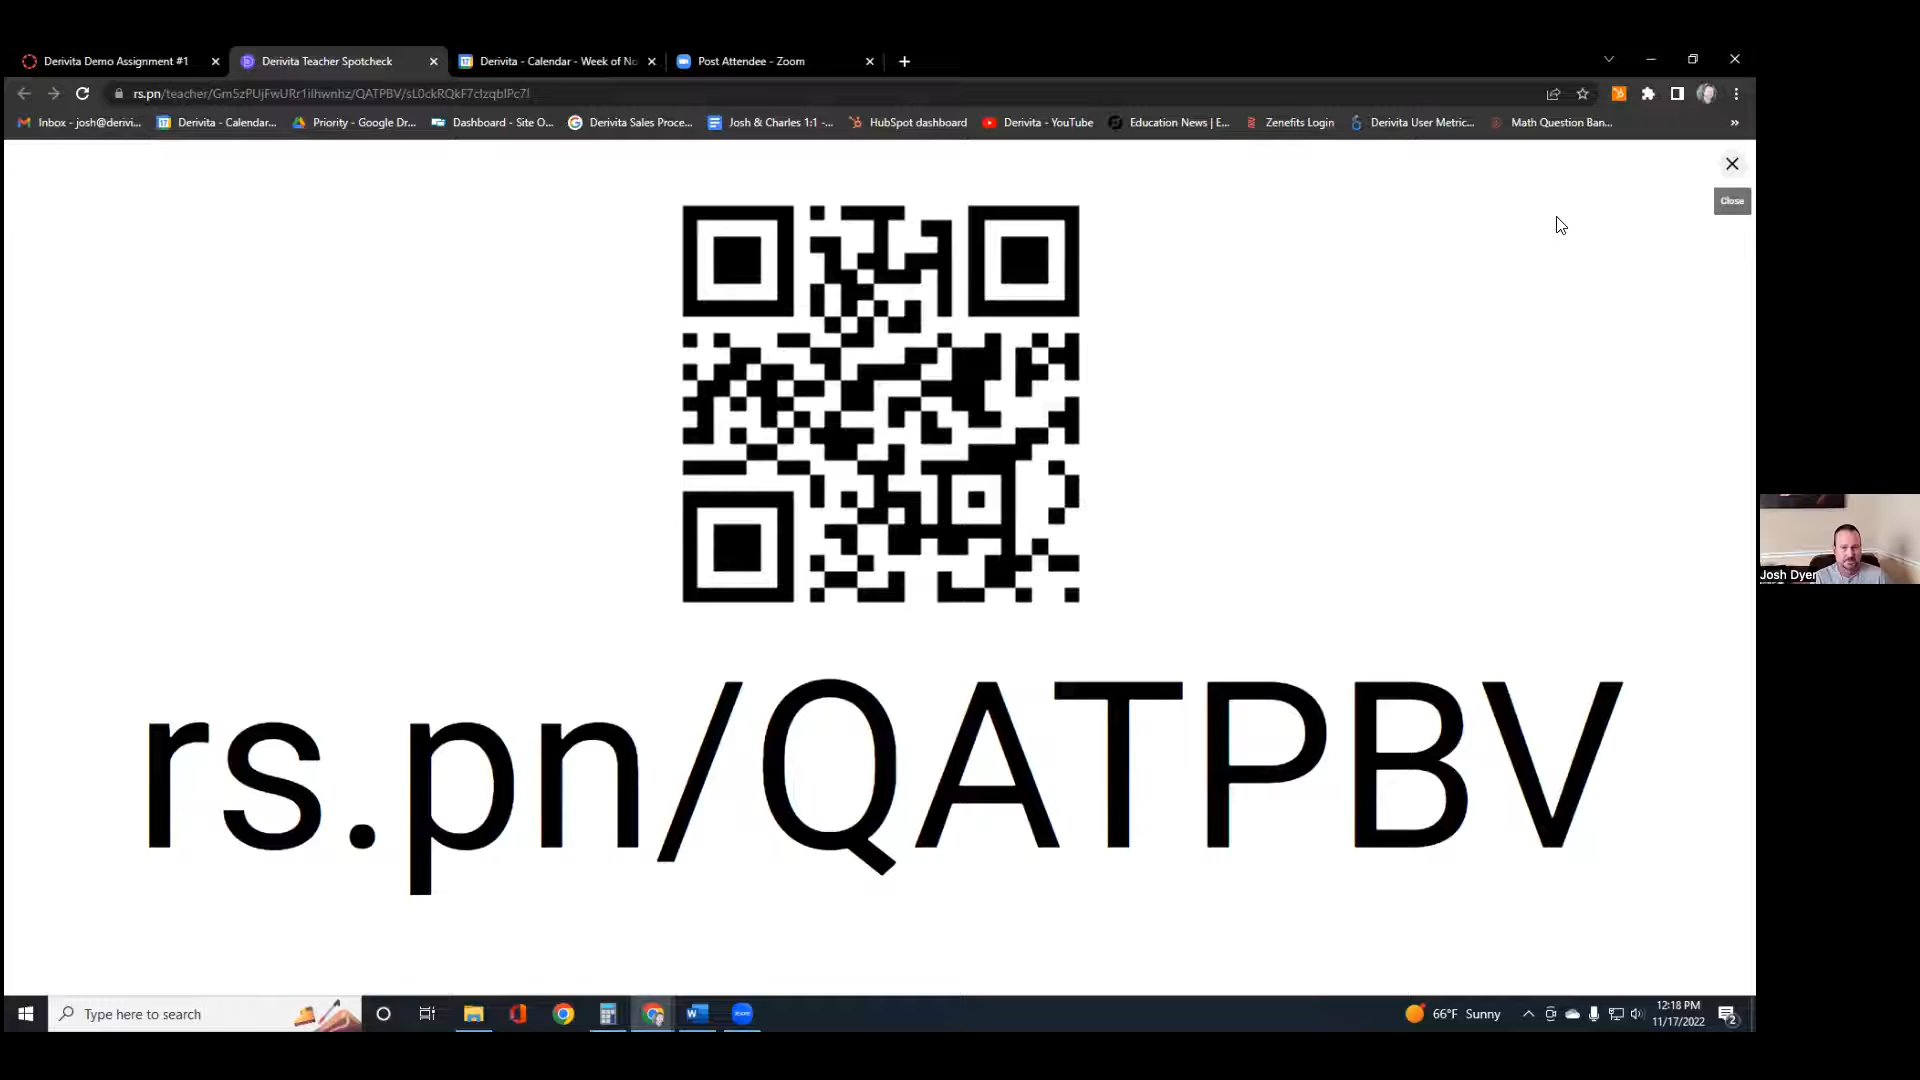 Derivita Demo Assignment #1
Derivita Teacher Spotcheck
Derivita - Calendar - Week of No
Post Attendee - Zoom
rs.pn/teacher/Gm5zPUjFwURr1ilhwnhz/QATPBV/sL0ckRQkF7cIzqbIPc7l
Inbox - josh@derivi...
Derivita - Calendar...
Priority - Google Dr...
Dashboard - Site O...
Derivita Sales Proce...
Josh & Charles 1:1 -...
HubSpot dashboard
Derivita - YouTube
Education News | E...
Zenefits Login
Derivita User Metric...
Math Question Ban...
Close
rs.pn/QATPBV
Josh Dyer
Type here to search
66°F Sunny
12:18 PM
11/17/2022
2